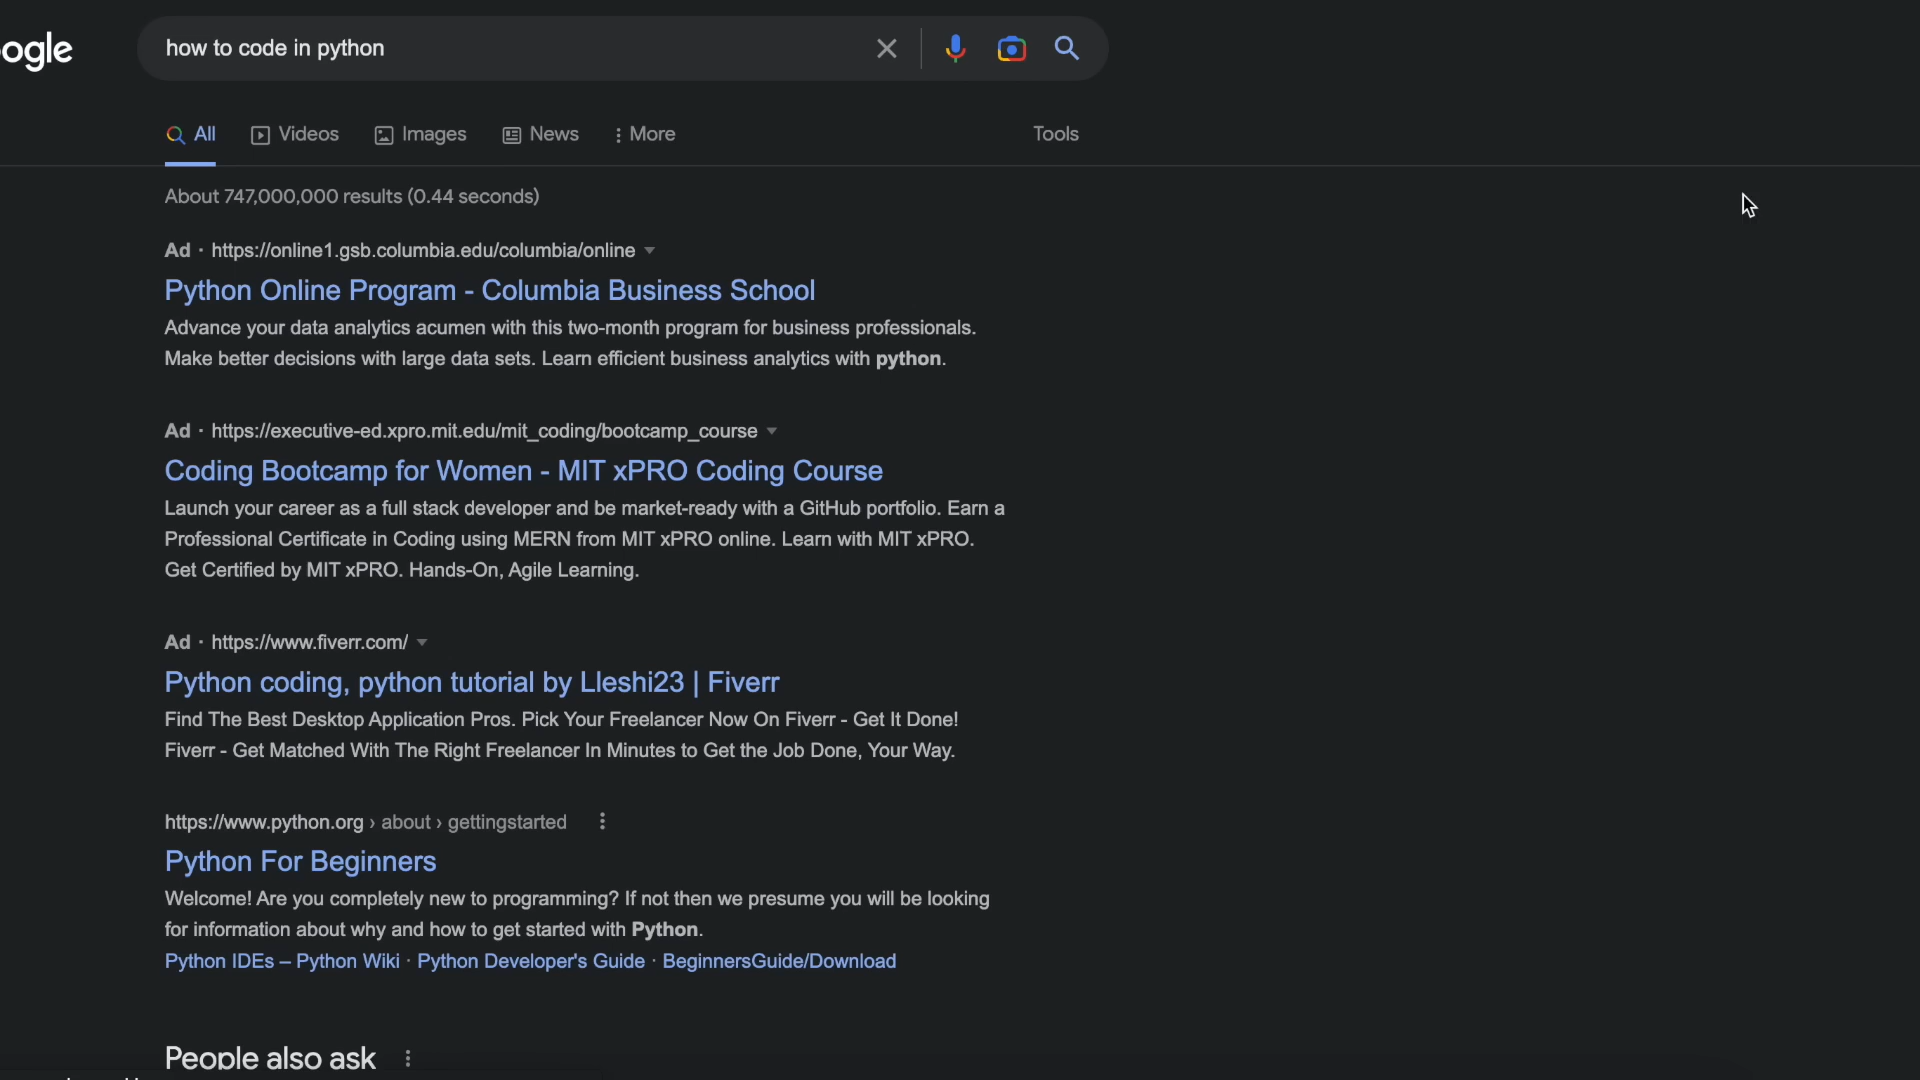 ogle
how to code in python
All Videos Images News More Tools
About 747,000,000 results (0.44 seconds)
Ad · https://online1.gsb.columbia.edu/columbia/online
Python Online Program - Columbia Business School
Advance your data analytics acumen with this two-month program for business professionals.
Make better decisions with large data sets. Learn efficient business analytics with python.
Ad · https://executive-ed.xpro.mit.edu/mit_coding/bootcamp_course
Coding Bootcamp for Women - MIT xPRO Coding Course
Launch your career as a full stack developer and be market-ready with a GitHub portfolio. Earn a
Professional Certificate in Coding using MERN from MIT xPRO online. Learn with MIT xPRO.
Get Certified by MIT xPRO. Hands-On, Agile Learning.
Ad · https://www.fiverr.com/
Python coding, python tutorial by Lleshi23 | Fiverr
Find The Best Desktop Application Pros. Pick Your Freelancer Now On Fiverr - Get It Done!
Fiverr - Get Matched With The Right Freelancer In Minutes to Get the Job Done, Your Way.
https://www.python.org › about › gettingstarted
Python For Beginners
Welcome! Are you completely new to programming? If not then we presume you will be looking
for information about why and how to get started with Python.
Python IDEs – Python Wiki · Python Developer's Guide · BeginnersGuide/Download
People also ask